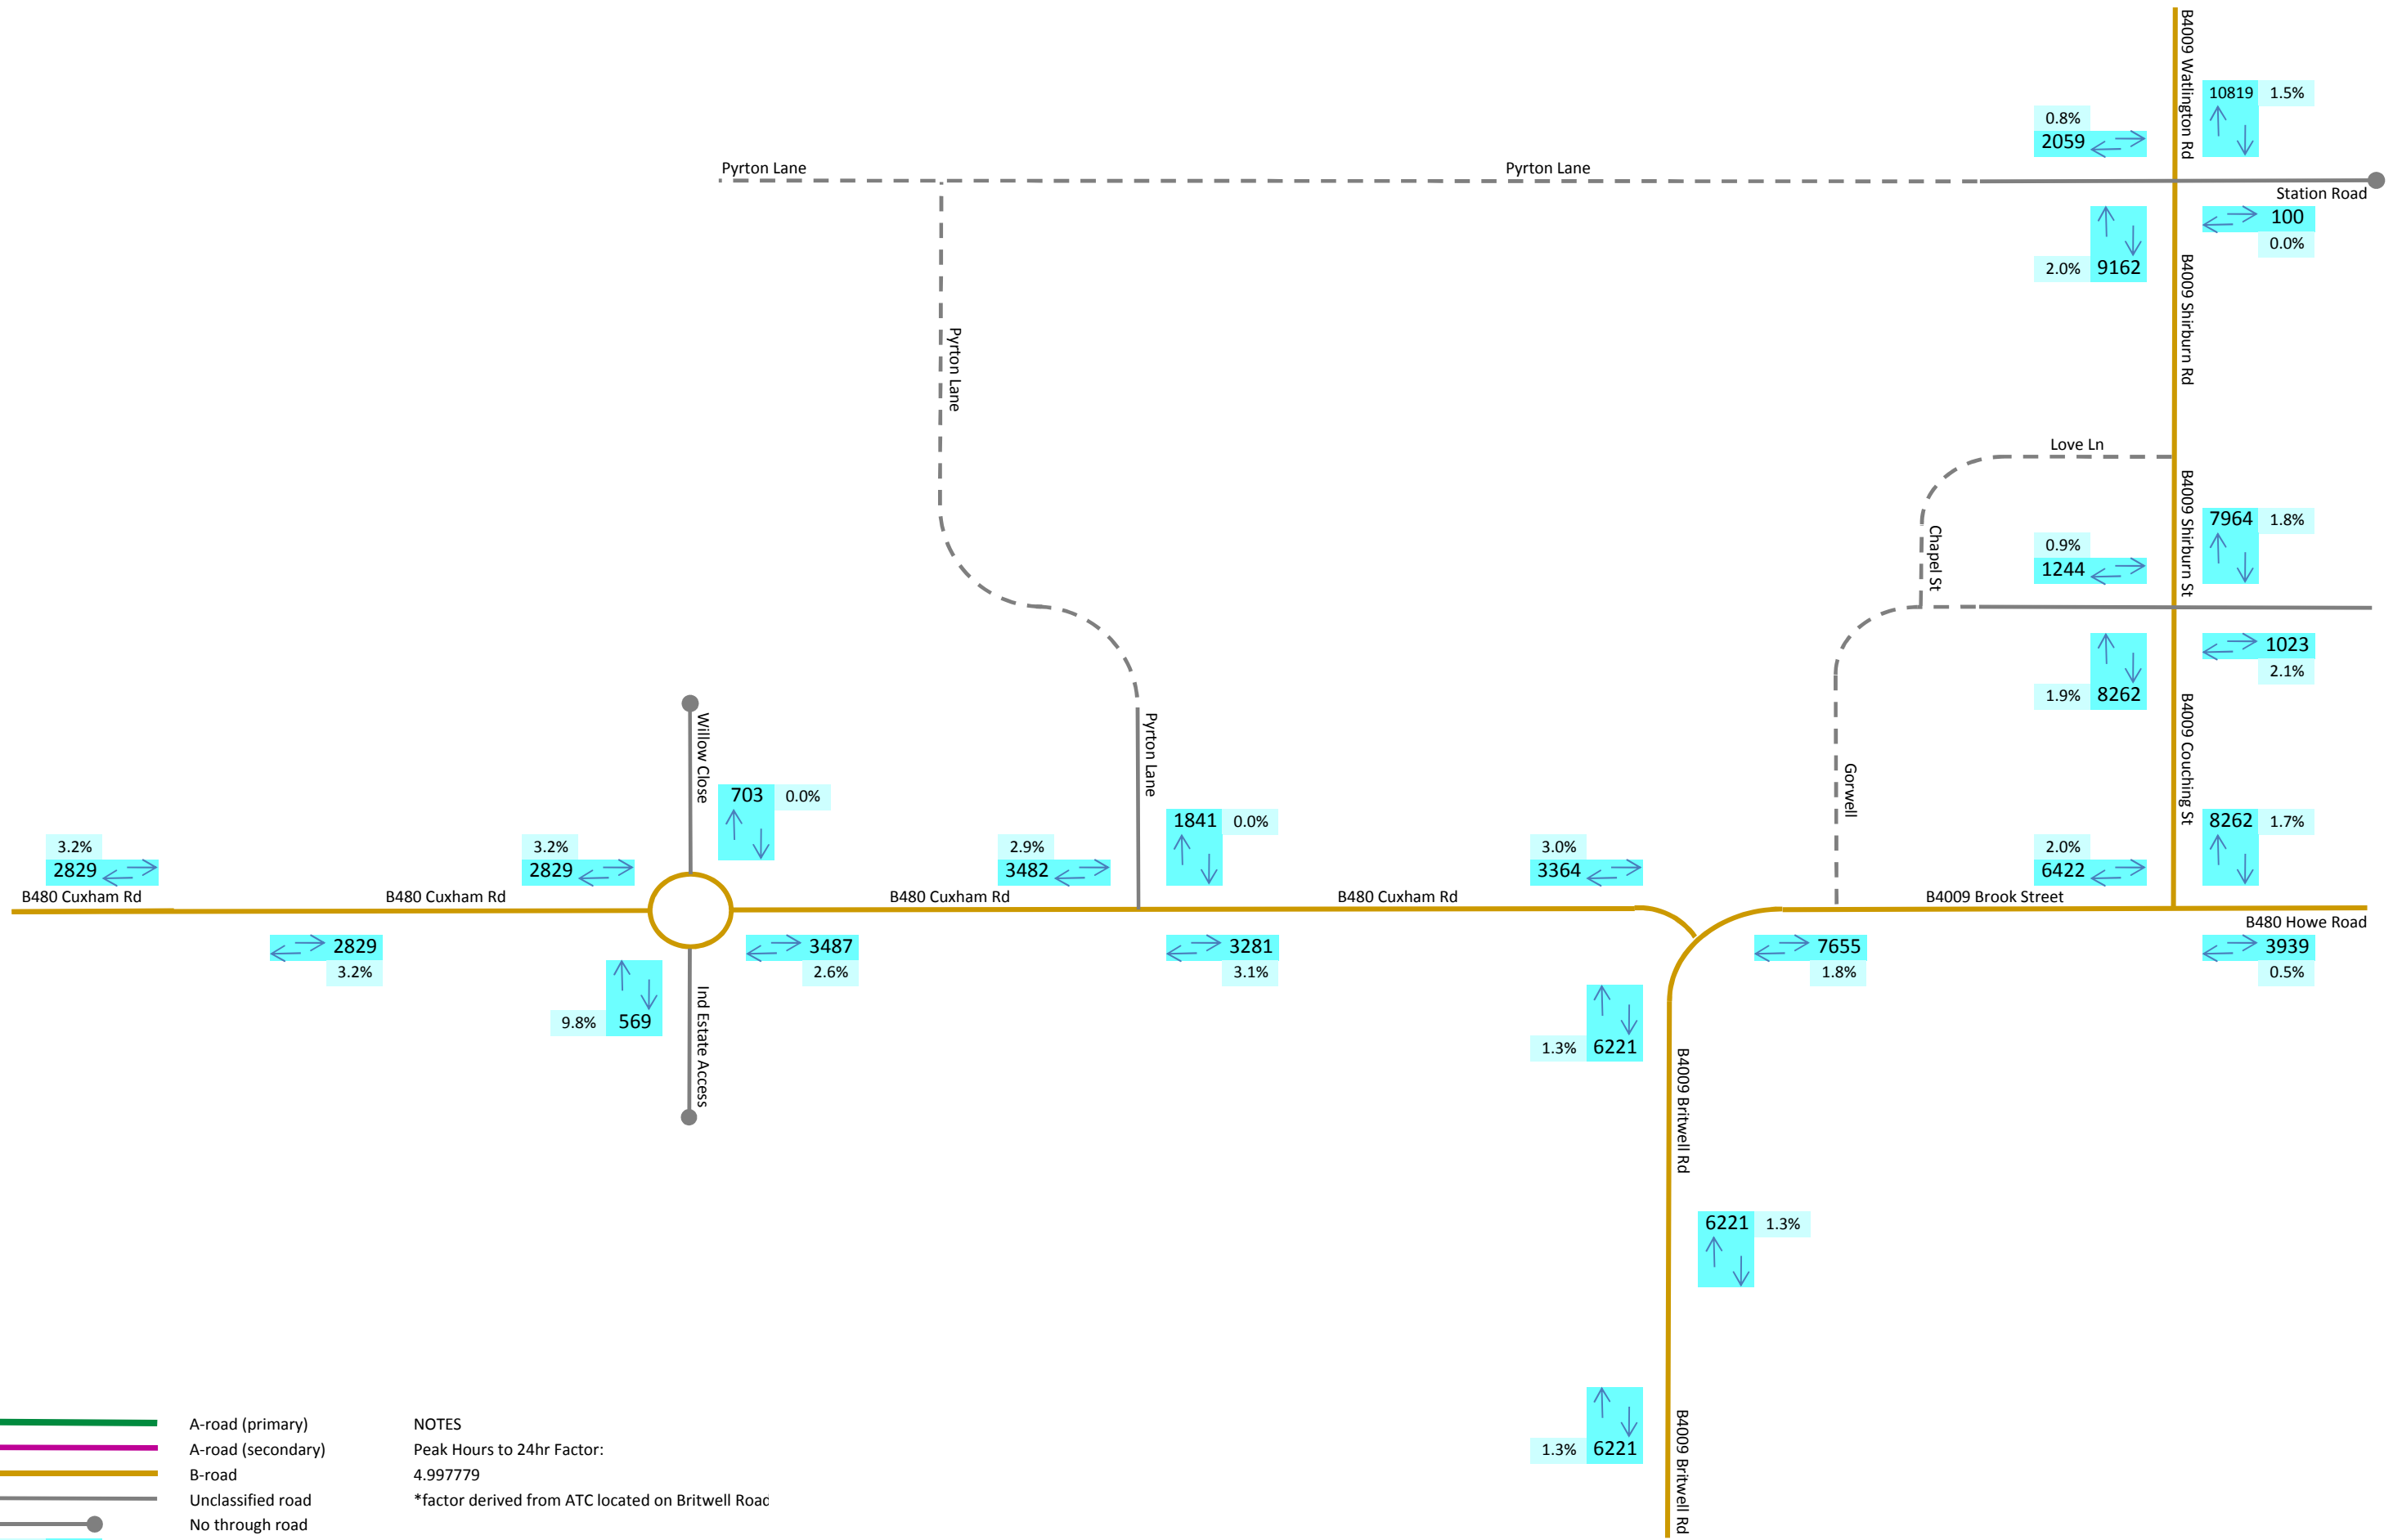 B4009 Watlington Rd
10819 1.5%
0.8%
2059
Pyrton Lane
Pyrton Lane
Station Road
100
0.0%
2.0% 9162
B4009 Shirburn Rd
Pyrton Lane
Love Ln
B4009 Shirburn St
7964 1.8%
Chapel St
0.9%
1244
1023
2.1%
1.9% 8262
B4009 Couching St
Willow Close
Pyrton Lane
Gorwell
703 0.0%
1841 0.0%
8262 1.7%
3.2%
2829
3.2%
2829
2.9%
3482
3.0%
3364
2.0%
6422
B480 Cuxham Rd
B480 Cuxham Rd
B480 Cuxham Rd
B480 Cuxham Rd
B4009 Brook Street
B480 Howe Road
2829
3.2%
3487
2.6%
3281
3.1%
7655
1.8%
3939
0.5%
9.8% 569
Ind Estate Access
1.3% 6221
B4009 Britwell Rd
6221 1.3%
1.3% 6221
B4009 Britwell Rd
A-road (primary)
A-road (secondary)
B-road
Unclassified road
No through road
NOTES
Peak Hours to 24hr Factor:
4.997779
*factor derived from ATC located on Britwell Road